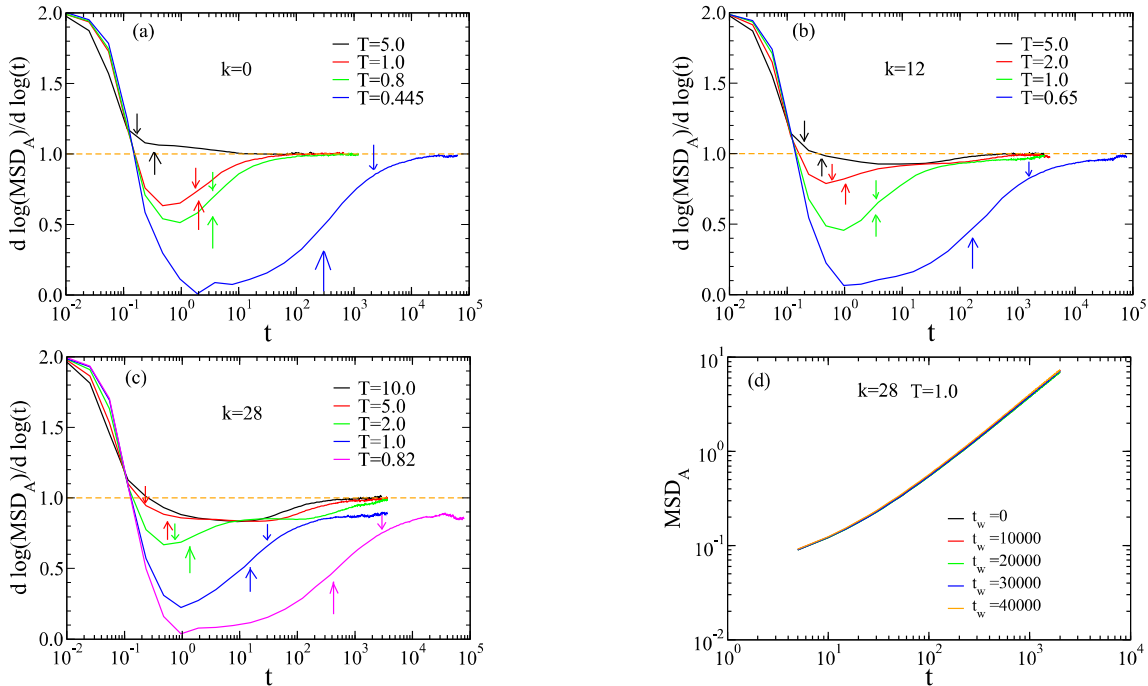 (a)
k=0
T=5.0
T=1.0
T=0.8
T=0.445
d log(MSD_A)/d log(t)
2.0
1.5
1.0
0.5
0.0
10^-2 10^-1 10^0 10^1 10^2 10^3 10^4 10^5
t
(b)
k=12
T=5.0
T=2.0
T=1.0
T=0.65
d log(MSD_A)/d log(t)
2.0
1.5
1.0
0.5
0.0
10^-2 10^-1 10^0 10^1 10^2 10^3 10^4 10^5
t
(c)
k=28
T=10.0
T=5.0
T=2.0
T=1.0
T=0.82
d log(MSD_A)/d log(t)
2.0
1.5
1.0
0.5
0.0
10^-2 10^-1 10^0 10^1 10^2 10^3 10^4 10^5
t
(d)
k=28 T=1.0
MSD_A
10^1
10^0
10^-1
10^-2
t_w =0
t_w =10000
t_w =20000
t_w =30000
t_w =40000
10^0 10^1 10^2 10^3 10^4
t